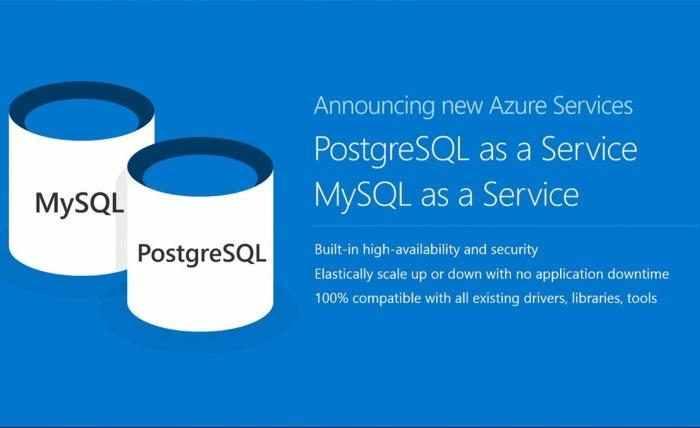 MySQL
PostgreSQL
Announcing new Azure Services
PostgreSQL as a Service
MySQL as a Service
Built-in high-availability and security
Elastically scale up or down with no application downtime
100% compatible with all existing drivers, libraries, tools